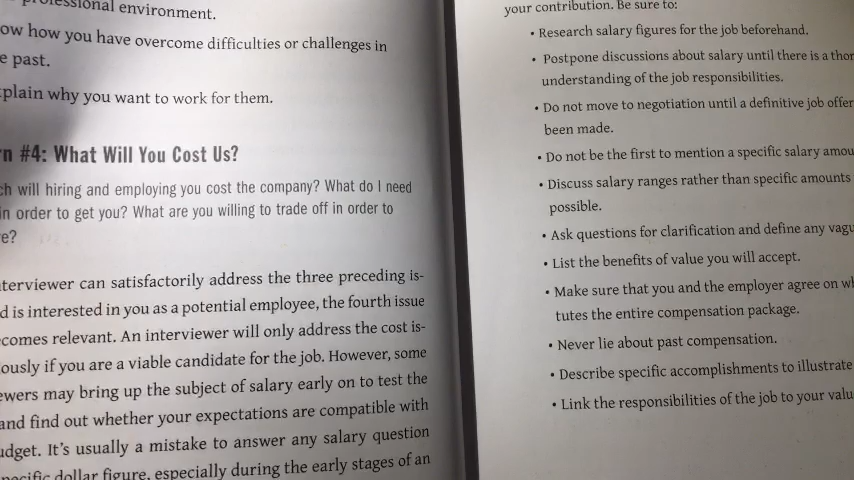 professional environment.
ow how you have overcome difficulties or challenges in
e past.
plain why you want to work for them.
n #4: What Will You Cost Us?
ch will hiring and employing you cost the company? What do I need
in order to get you? What are you willing to trade off in order to
e?
terviewer can satisfactorily address the three preceding is-
d is interested in you as a potential employee, the fourth issue
comes relevant. An interviewer will only address the cost is-
ously if you are a viable candidate for the job. However, some
ewers may bring up the subject of salary early on to test the
and find out whether your expectations are compatible with
udget. It's usually a mistake to answer any salary question
pecific dollar figure, especially during the early stages of an
your contribution. Be sure to:
• Research salary figures for the job beforehand.
• Postpone discussions about salary until there is a thor
understanding of the job responsibilities.
• Do not move to negotiation until a definitive job offer
been made.
• Do not be the first to mention a specific salary amou
• Discuss salary ranges rather than specific amounts
possible.
• Ask questions for clarification and define any vagu
• List the benefits of value you will accept.
• Make sure that you and the employer agree on wh
tutes the entire compensation package.
• Never lie about past compensation.
• Describe specific accomplishments to illustrate
• Link the responsibilities of the job to your valu